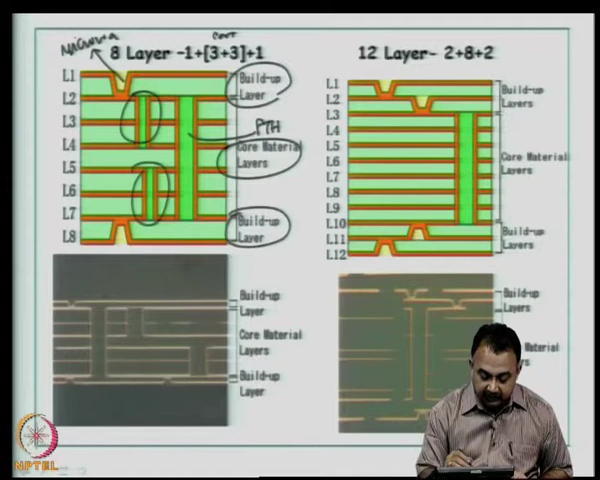 core
Microvia
8 Layer -1+[3+3]+1
L1
L2
L3
L4
L5
L6
L7
L8
Build-up
Layer
PTH
Core Material
Layers
Build-up
Layer
12 Layer- 2+8+2
L1
L2
L3
L4
L5
L6
L7
L8
L9
L10
L11
L12
Build-up
Layers
Core Material
Layers
Build-up
Layers
Build-up
Layer
Core Material
Layers
Build-up
Layer
Build-up
Layers
Material
NPTEL